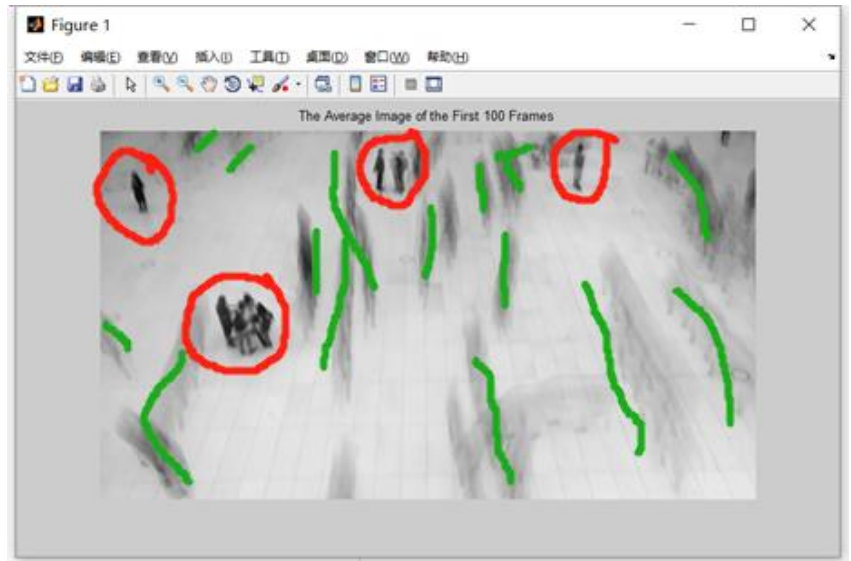 Figure 1
文件(F) 编辑(E) 查看(V) 插入(I) 工具(T) 桌面(D) 窗口(W) 帮助(H)
The Average Image of the First 100 Frames